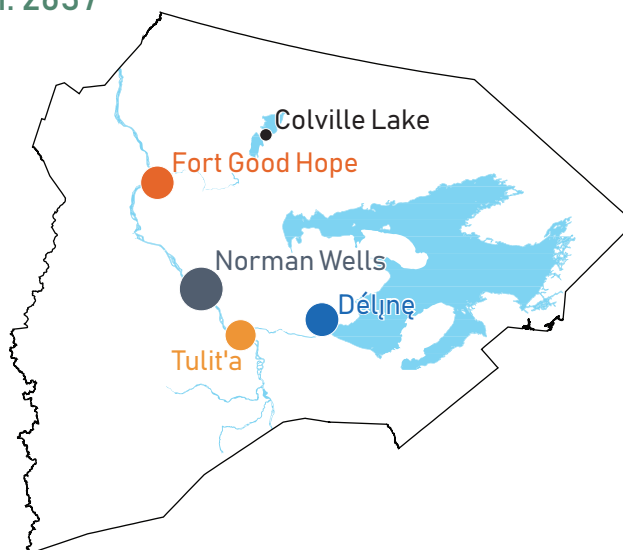 Colville Lake
Fort Good Hope
Norman Wells
Délı̨nę
Tulit'a